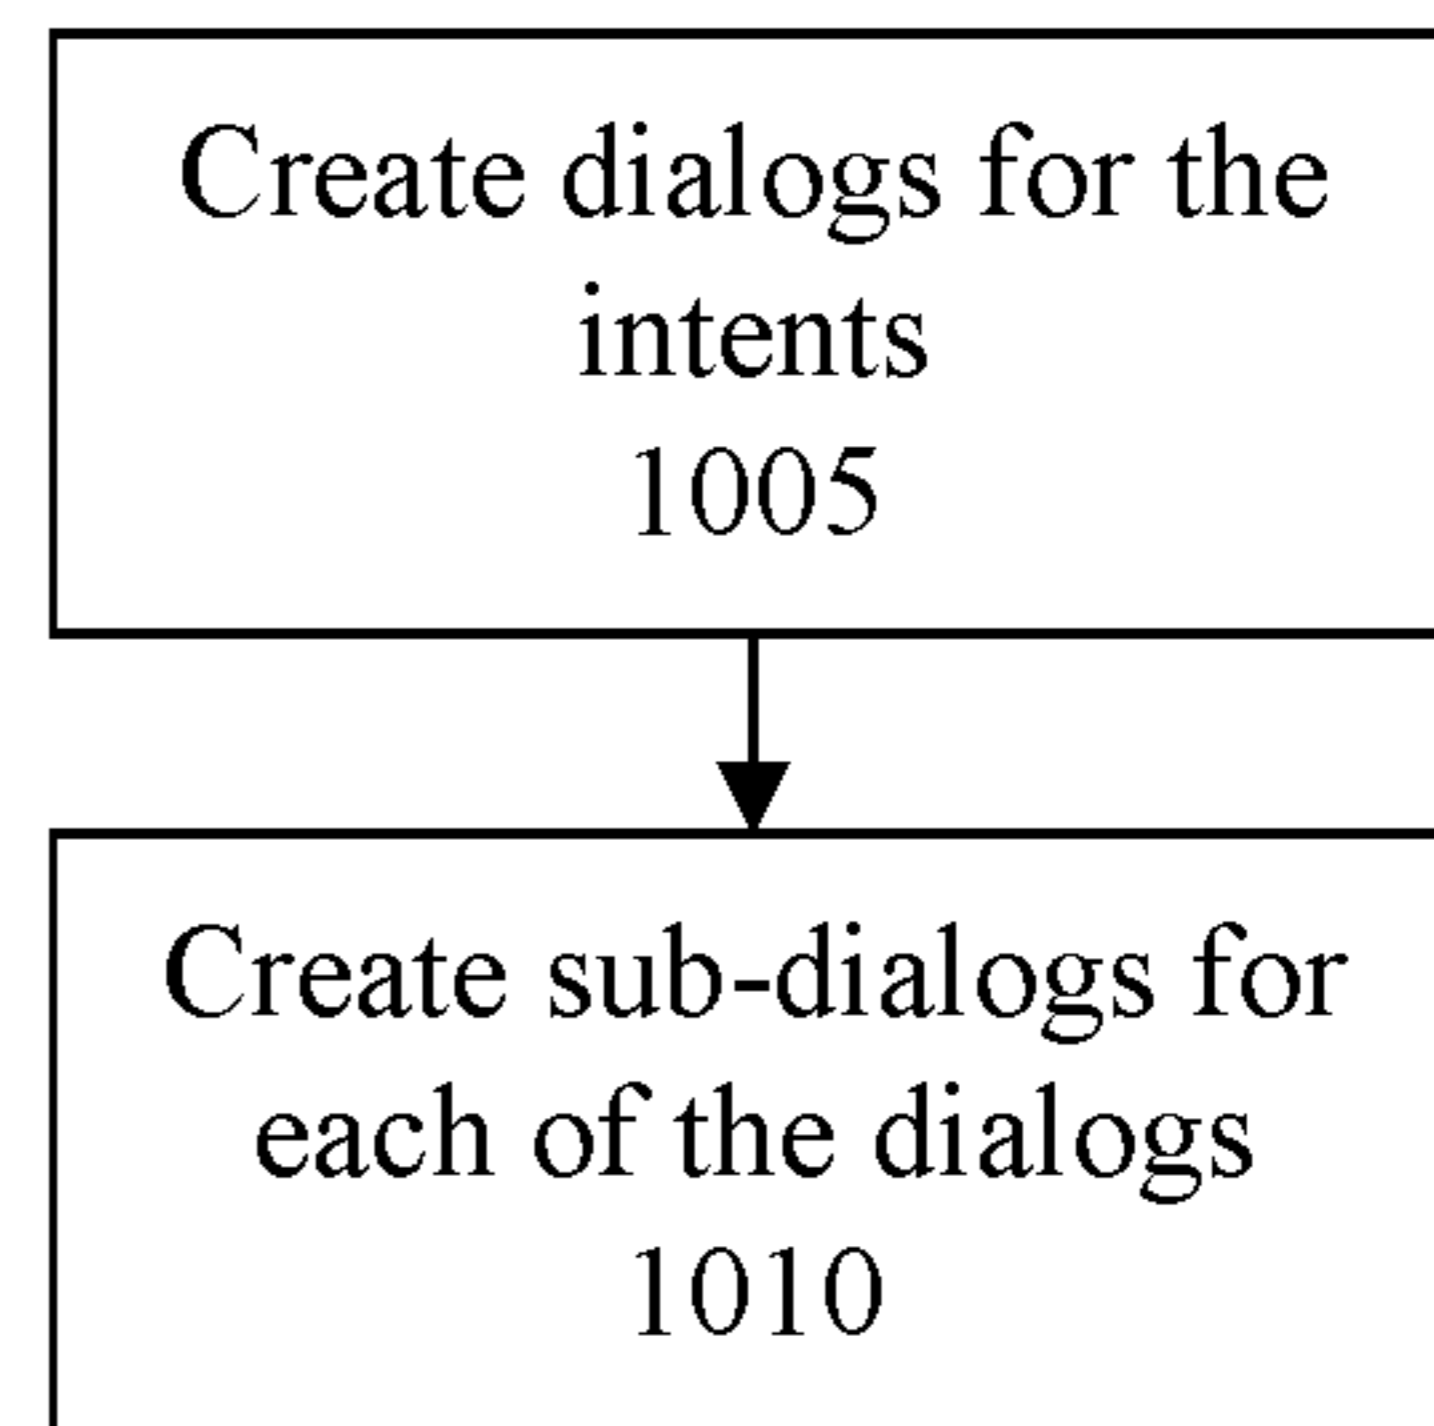 Create dialogs for the
intents
1005
Create sub-dialogs for
each of the dialogs
1010